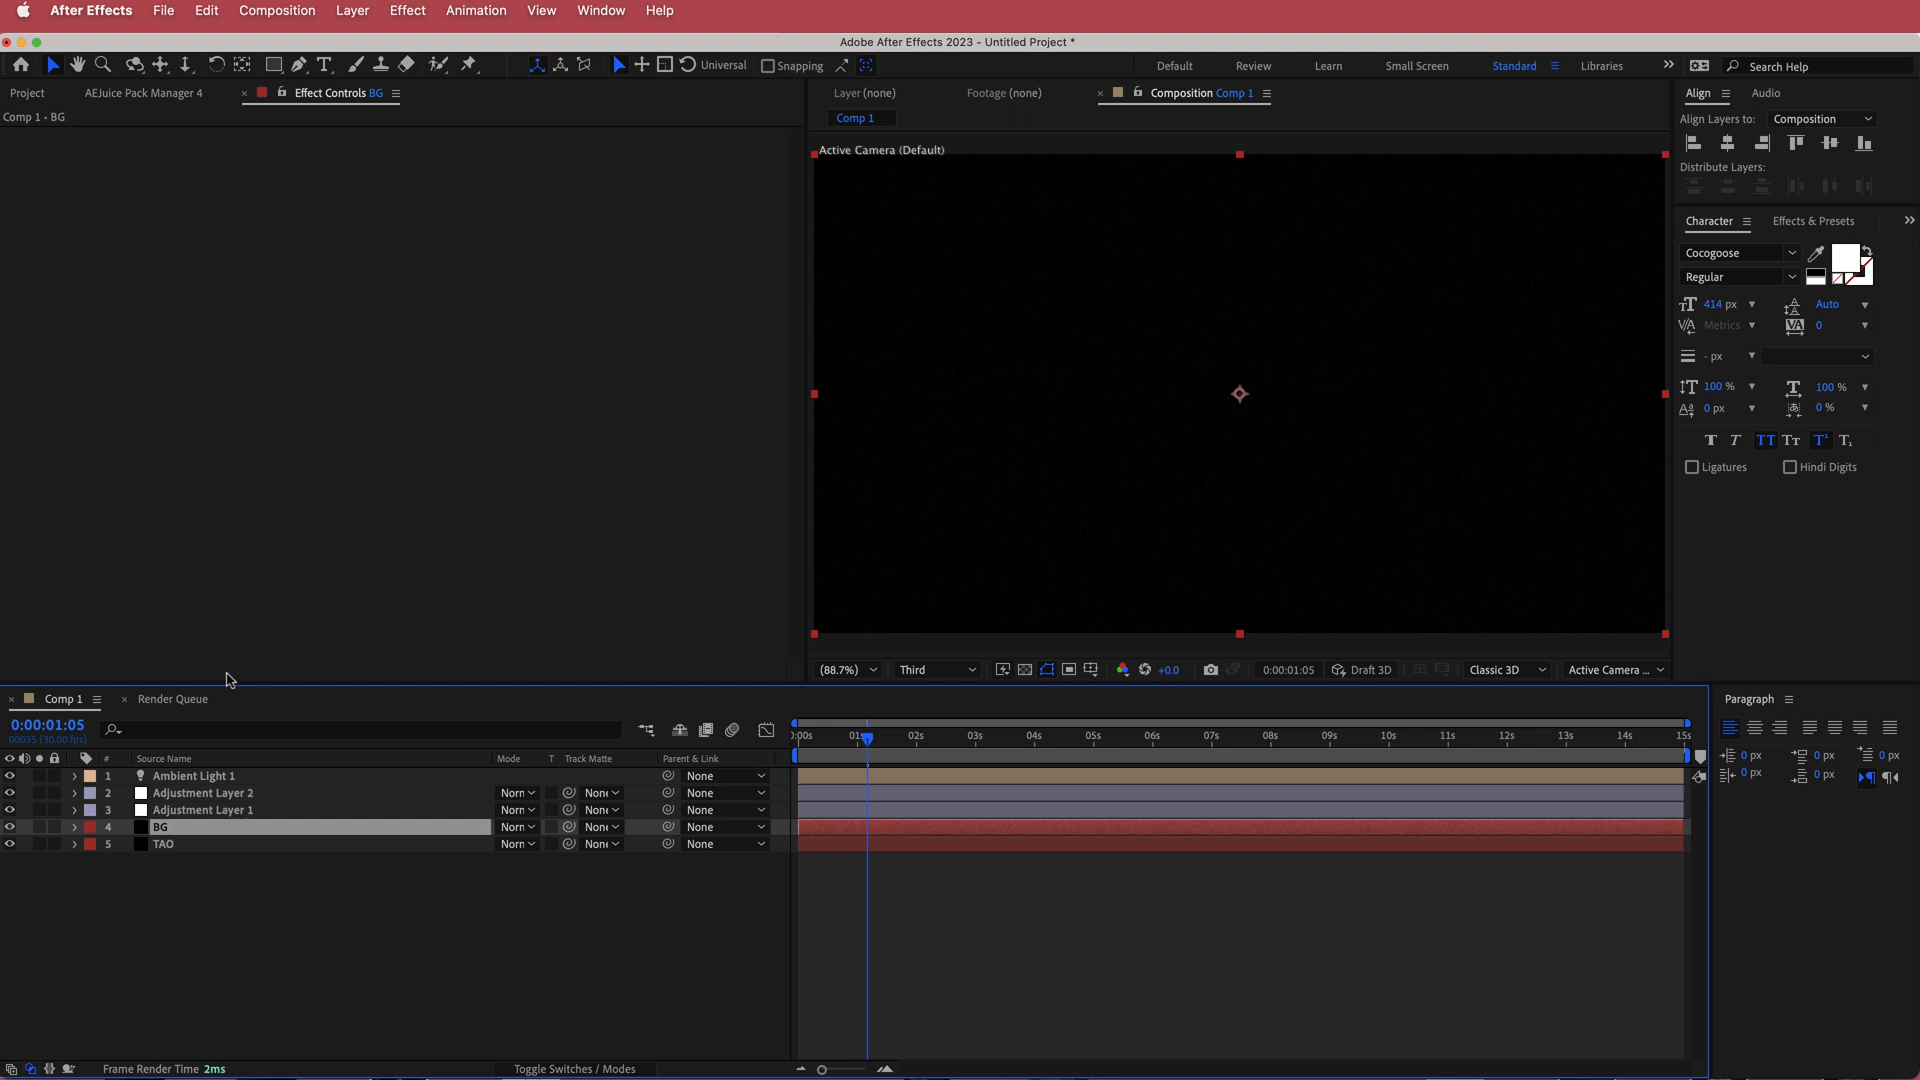 After Effects File Edit Composition Layer Effect Animation View Window Help
Adobe After Effects 2023 - Untitled Project *
Universal Snapping Default Review Learn Small Screen Standard Libraries Search Help
Project AEJuice Pack Manager 4 Effect Controls BG
Comp 1 • BG
Layer (none) Footage (none) Composition Comp 1
Comp 1
Active Camera (Default)
Align Audio
Align Layers to: Composition
Distribute Layers:
Character Effects & Presets
Cocogoose
Regular
414 px Auto
Metrics 0
- px
100 % 100 %
0 px 0 %
Ligatures Hindi Digits
(88.7%) Third +0.0 0:00:01:05 Draft 3D Classic 3D Active Camera ...
Comp 1 Render Queue
0:00:01:05
00035 (30.00 fps)
# Source Name Mode T Track Matte Parent & Link
1 Ambient Light 1 None
2 Adjustment Layer 2 Norn None None
3 Adjustment Layer 1 Norn None None
4 BG Norn None None
5 TAO Norn None None
):00s 01s 02s 03s 04s 05s 06s 07s 08s 09s 10s 11s 12s 13s 14s 15s
Paragraph
0 px 0 px 0 px
0 px 0 px
Frame Render Time 2ms Toggle Switches / Modes